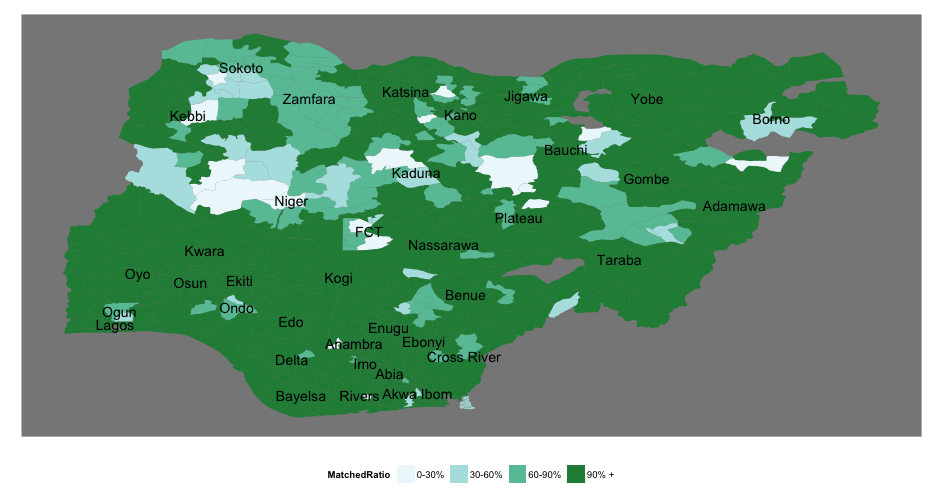 Sokoto
Zamfara
Katsina
Jigawa
Yobe
Kebbi
Kano
Borno
Bauchi
Kaduna
Gombe
Niger
Adamawa
Plateau
FCT
Nassarawa
Kwara
Taraba
Oyo
Osun
Ekiti
Kogi
Benue
Ogun
Ondo
Lagos
Edo
Enugu
Anambra
Ebonyi
Delta
Cross River
Imo
Abia
Bayelsa
Rivers
Akwa Ibom
MatchedRatio 0-30% 30-60% 60-90% 90% +